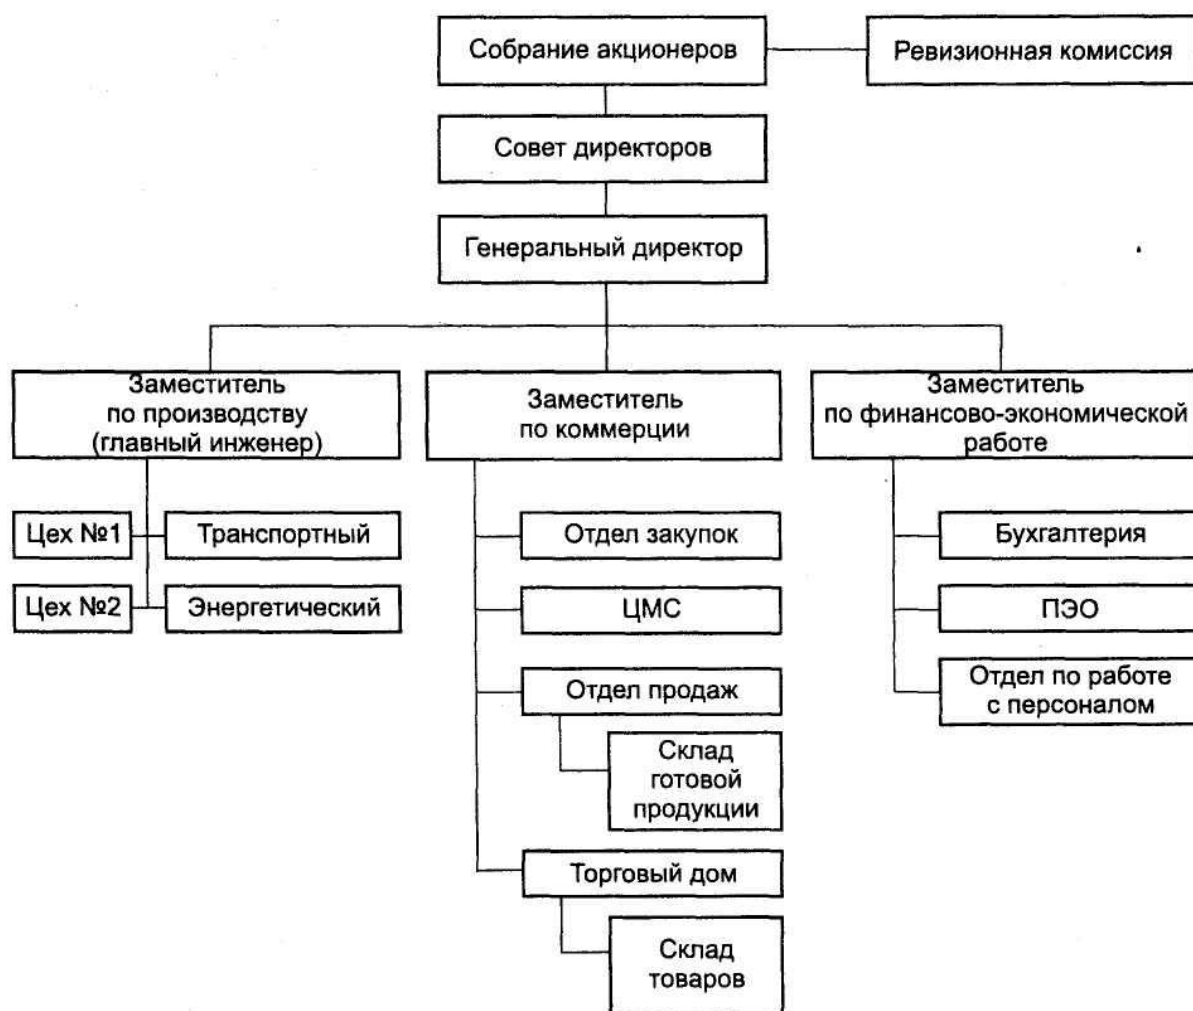 Собрание акционеров
Ревизионная комиссия
Совет директоров
Генеральный директор
Заместитель
по производству
(главный инженер)
Заместитель
по коммерции
Заместитель
по финансово-экономической
работе
Цех №1
Транспортный
Цех №2
Энергетический
Отдел закупок
ЦМС
Отдел продаж
Склад
готовой
продукции
Торговый дом
Склад
товаров
Бухгалтерия
ПЭО
Отдел по работе
с персоналом